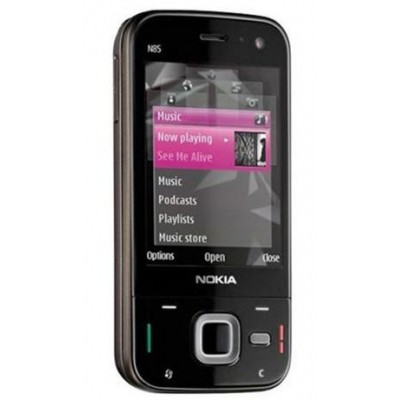 N85
Music
Now playing
See Me Alive
Music
Podcasts
Playlists
Music store
Options Open Close
NOKIA
C